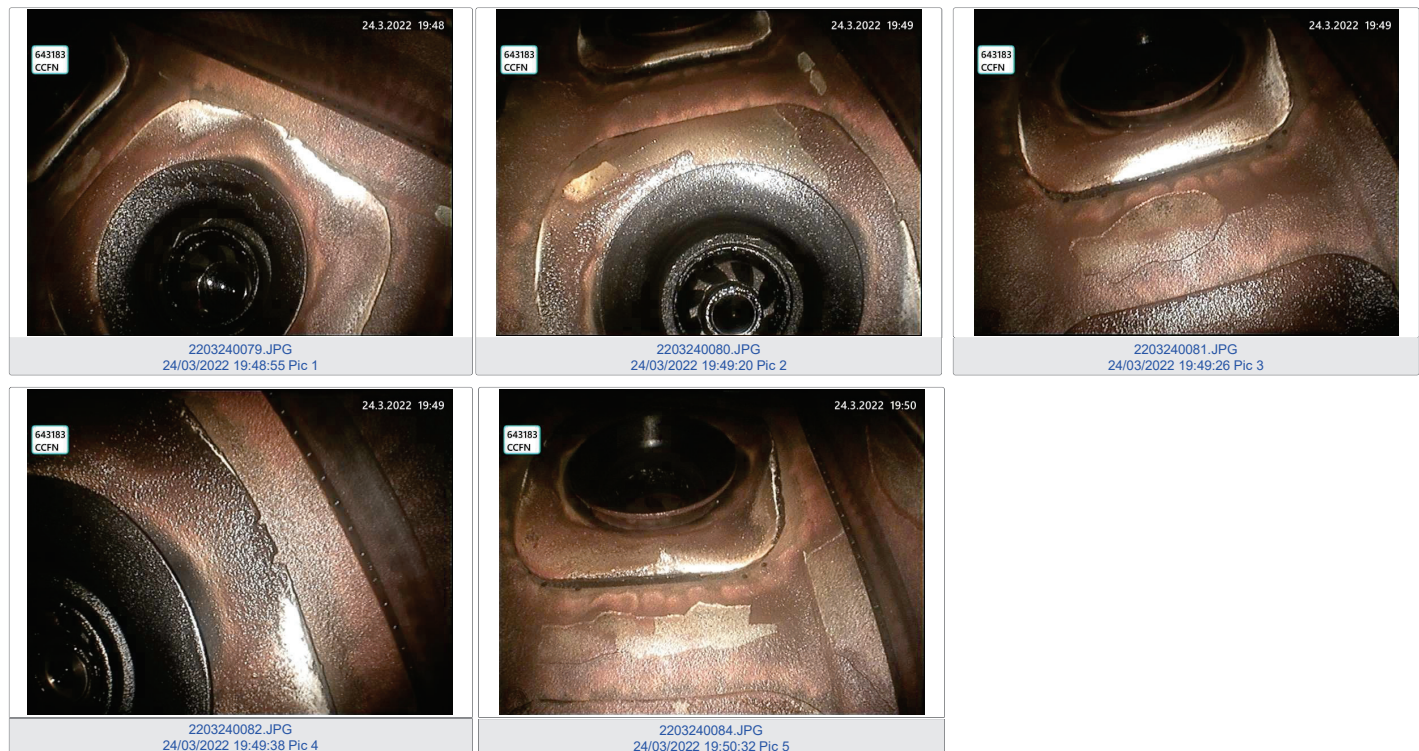 24.3.2022 19:48
643183
CCFN
2203240079.JPG
24/03/2022 19:48:55 Pic 1
24.3.2022 19:49
643183
CCFN
2203240080.JPG
24/03/2022 19:49:20 Pic 2
24.3.2022 19:49
643183
CCFN
2203240081.JPG
24/03/2022 19:49:26 Pic 3
24.3.2022 19:49
643183
CCFN
2203240082.JPG
24/03/2022 19:49:38 Pic 4
24.3.2022 19:50
643183
CCFN
2203240084.JPG
24/03/2022 19:50:32 Pic 5